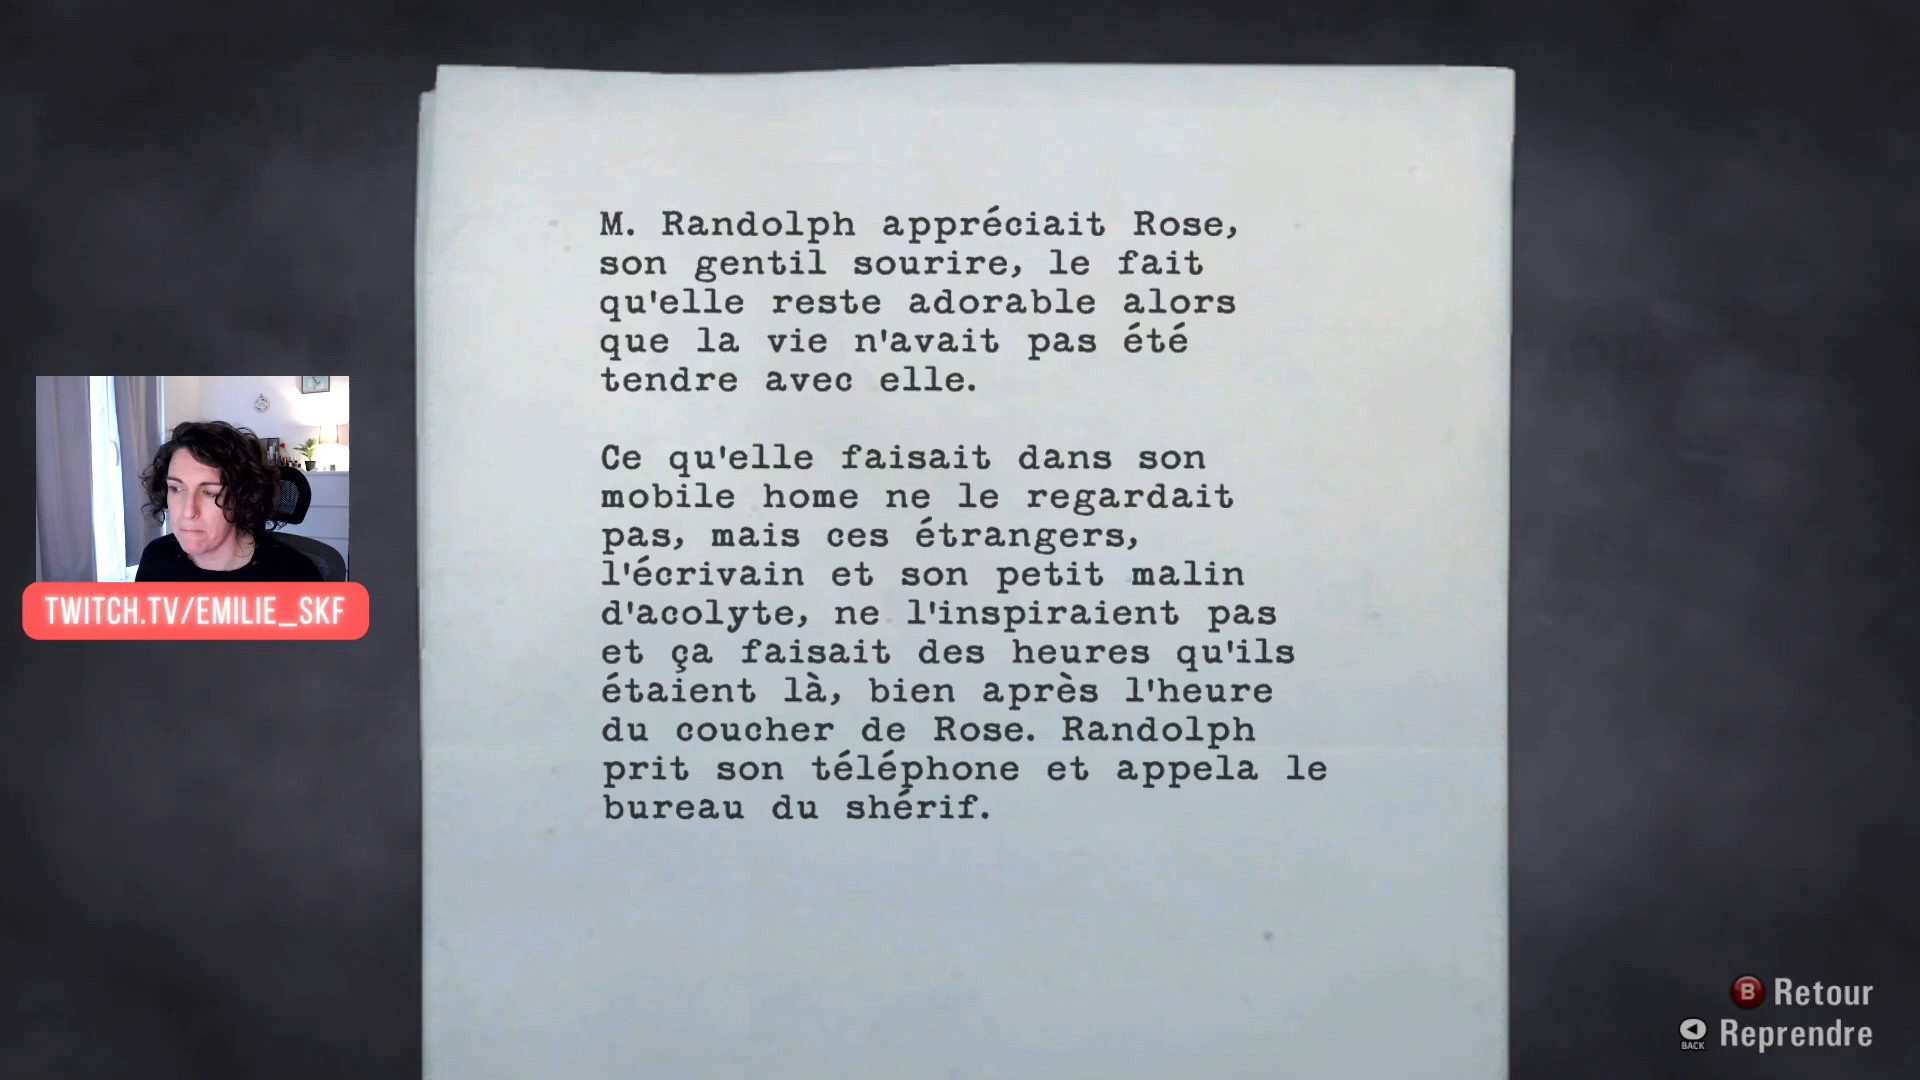 M. Randolph appréciait Rose,
son gentil sourire, le fait
qu'elle reste adorable alors
que la vie n'avait pas été
tendre avec elle.
Ce qu'elle faisait dans son
mobile home ne le regardait
pas, mais ces étrangers,
l'écrivain et son petit malin
d'acolyte, ne l'inspiraient pas
et ça faisait des heures qu'ils
étaient là, bien après l'heure
du coucher de Rose. Randolph
prit son téléphone et appela le
bureau du shérif.
TWITCH.TV/EMILIE_SKF
B Retour
BACK Reprendre